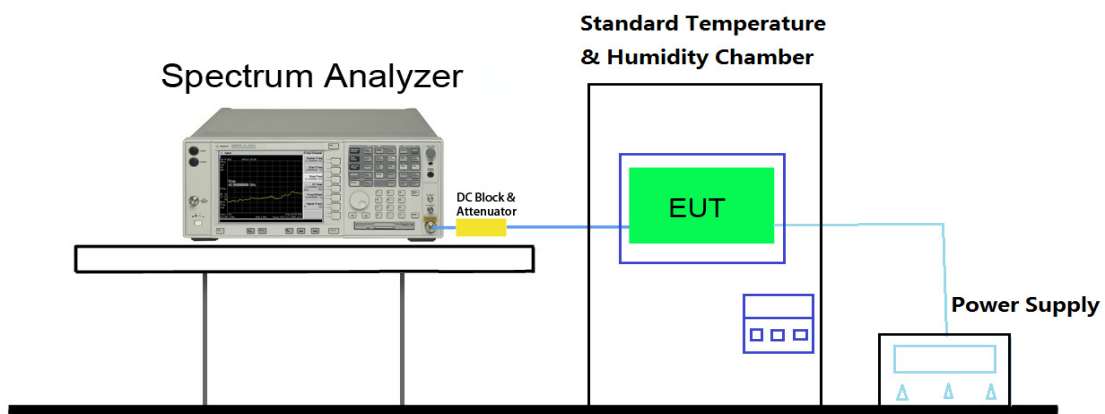 Standard Temperature
& Humidity Chamber
Spectrum Analyzer
DC Block &
Attenuator
EUT
Power Supply